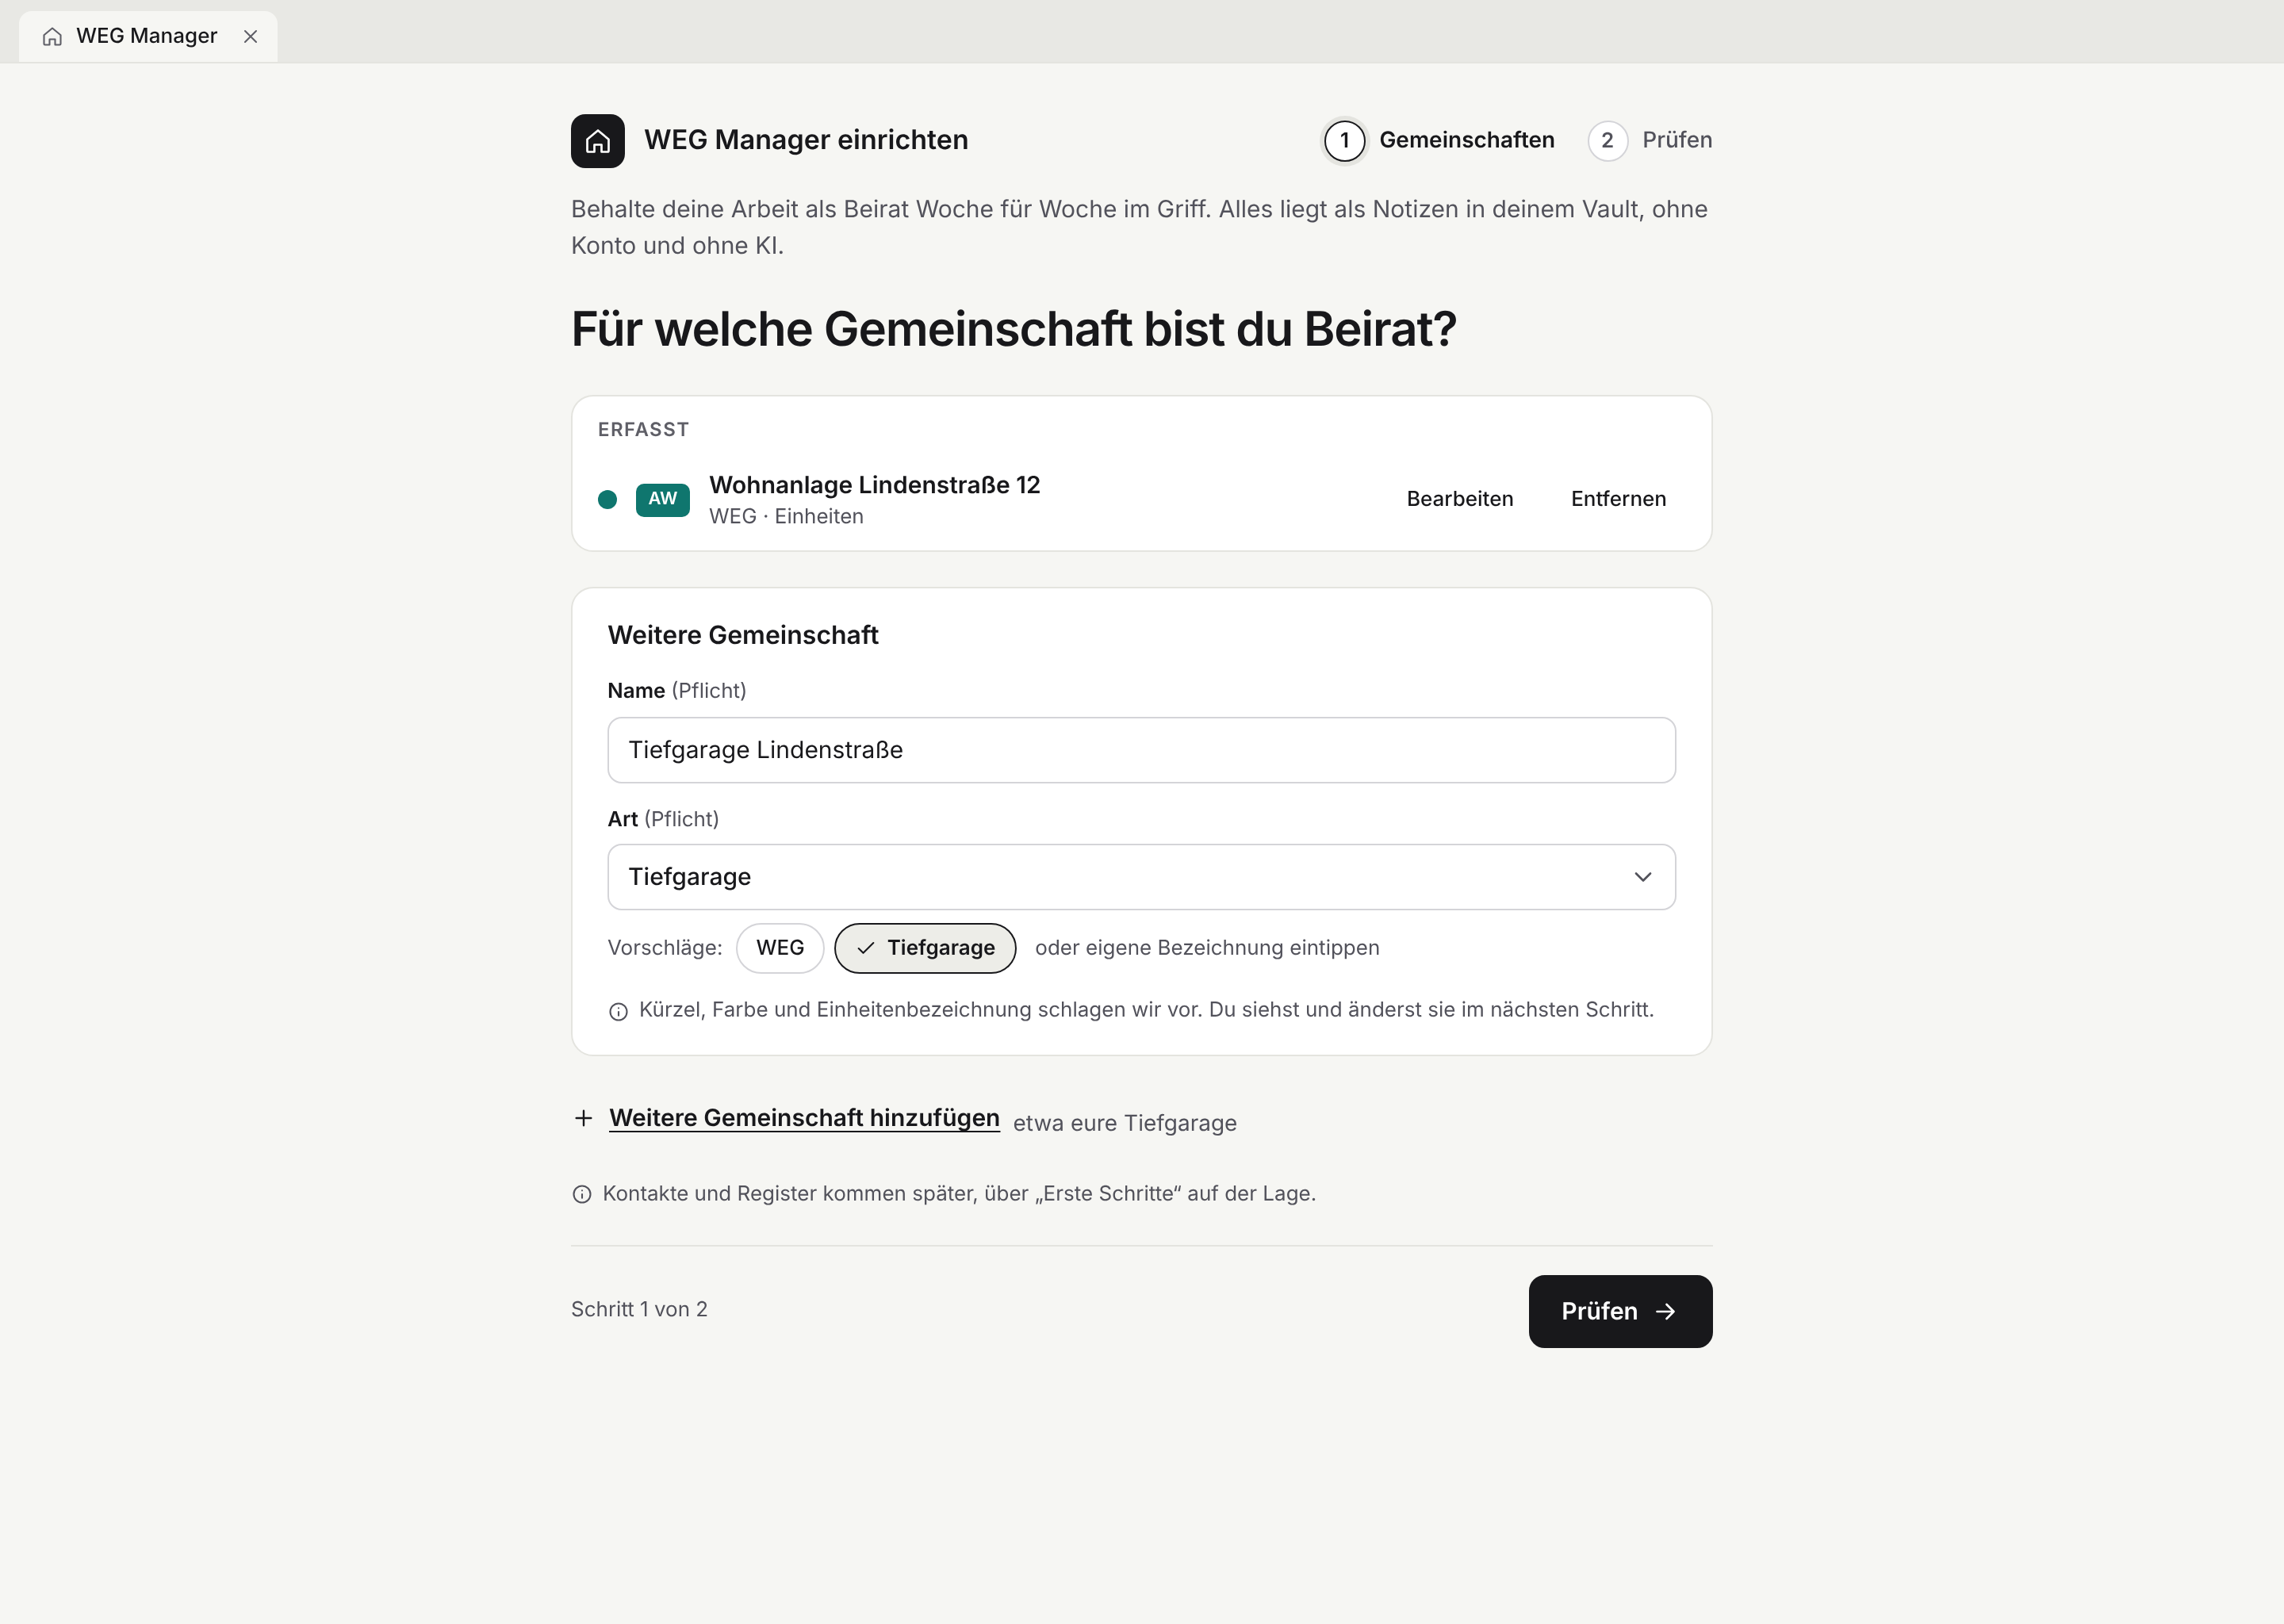 WEG Manager
WEG Manager einrichten
1 Gemeinschaften 2 Prüfen
Behalte deine Arbeit als Beirat Woche für Woche im Griff. Alles liegt als Notizen in deinem Vault, ohne
Konto und ohne KI.
Für welche Gemeinschaft bist du Beirat?
ERFASST
AW Wohnanlage Lindenstraße 12
WEG · Einheiten
Bearbeiten Entfernen
Weitere Gemeinschaft
Name (Pflicht)
Tiefgarage Lindenstraße
Art (Pflicht)
Tiefgarage
Vorschläge: WEG Tiefgarage oder eigene Bezeichnung eintippen
Kürzel, Farbe und Einheitenbezeichnung schlagen wir vor. Du siehst und änderst sie im nächsten Schritt.
Weitere Gemeinschaft hinzufügen etwa eure Tiefgarage
Kontakte und Register kommen später, über „Erste Schritte“ auf der Lage.
Schritt 1 von 2
Prüfen